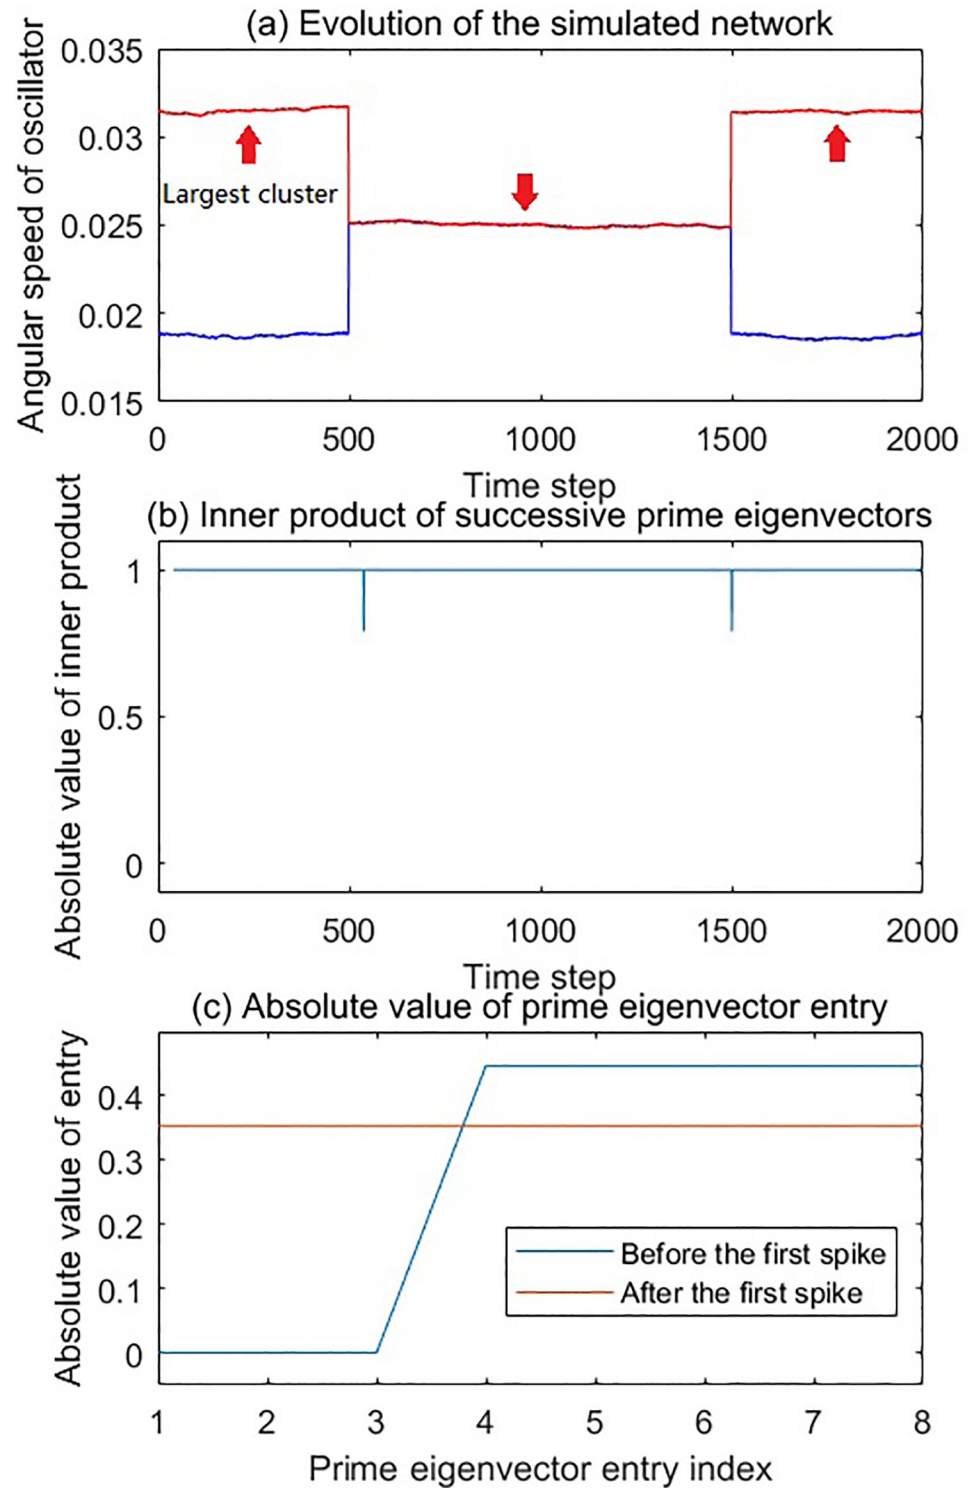 (a) Evolution of the simulated network
Angular speed of oscillator
0.035
0.03
0.025
0.02
0.015
Largest cluster
0 500 1000 1500 2000
Time step
(b) Inner product of successive prime eigenvectors
Absolute value of inner product
1
0.5
0
0 500 1000 1500 2000
Time step
(c) Absolute value of prime eigenvector entry
Absolute value of entry
0.4
0.3
0.2
0.1
0
Before the first spike
After the first spike
1 2 3 4 5 6 7 8
Prime eigenvector entry index